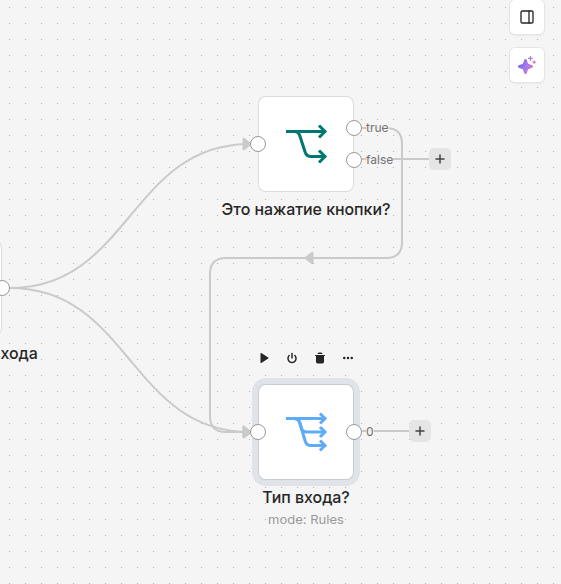 true
false
Это нажатие кнопки?
хода
0
Тип входа?
mode: Rules